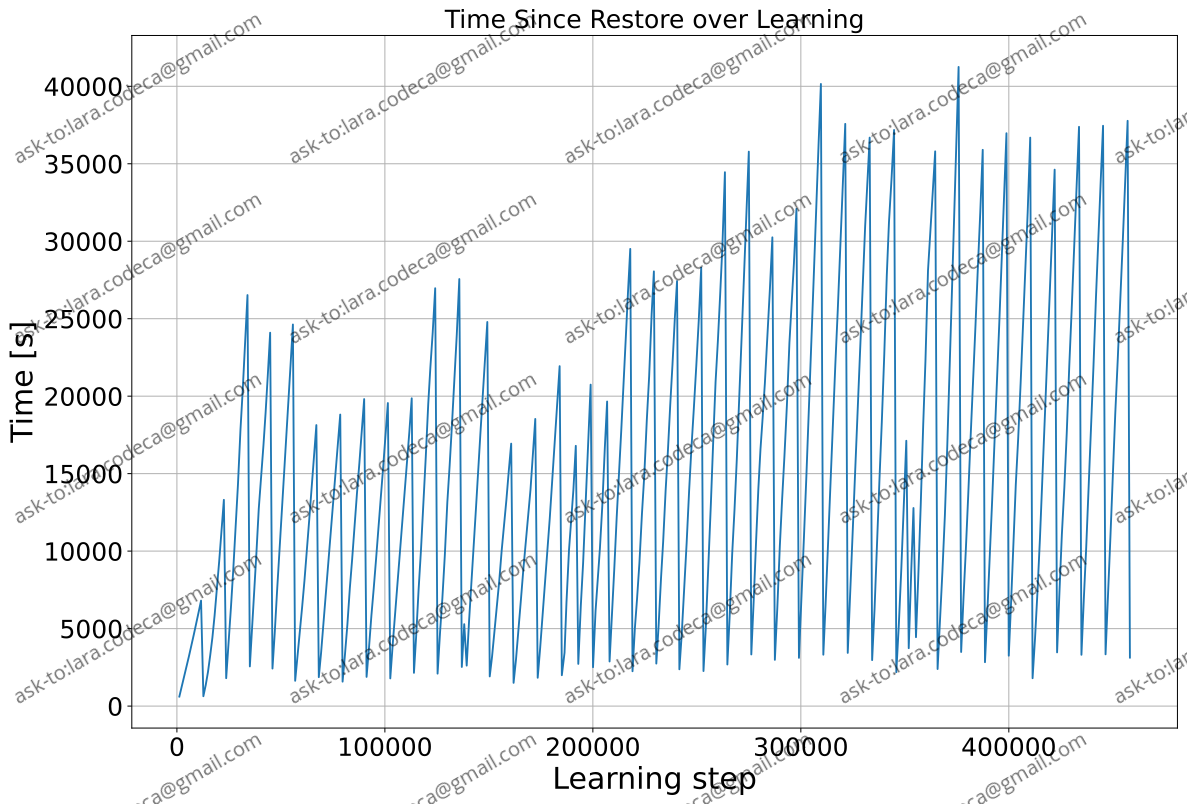 Time Since Restore over Learning
Time [s]
40000
35000
30000
25000
20000
15000
10000
5000
0
0 100000 200000 300000 400000
Learning step
ask-to:lara.codeca@gmail.com